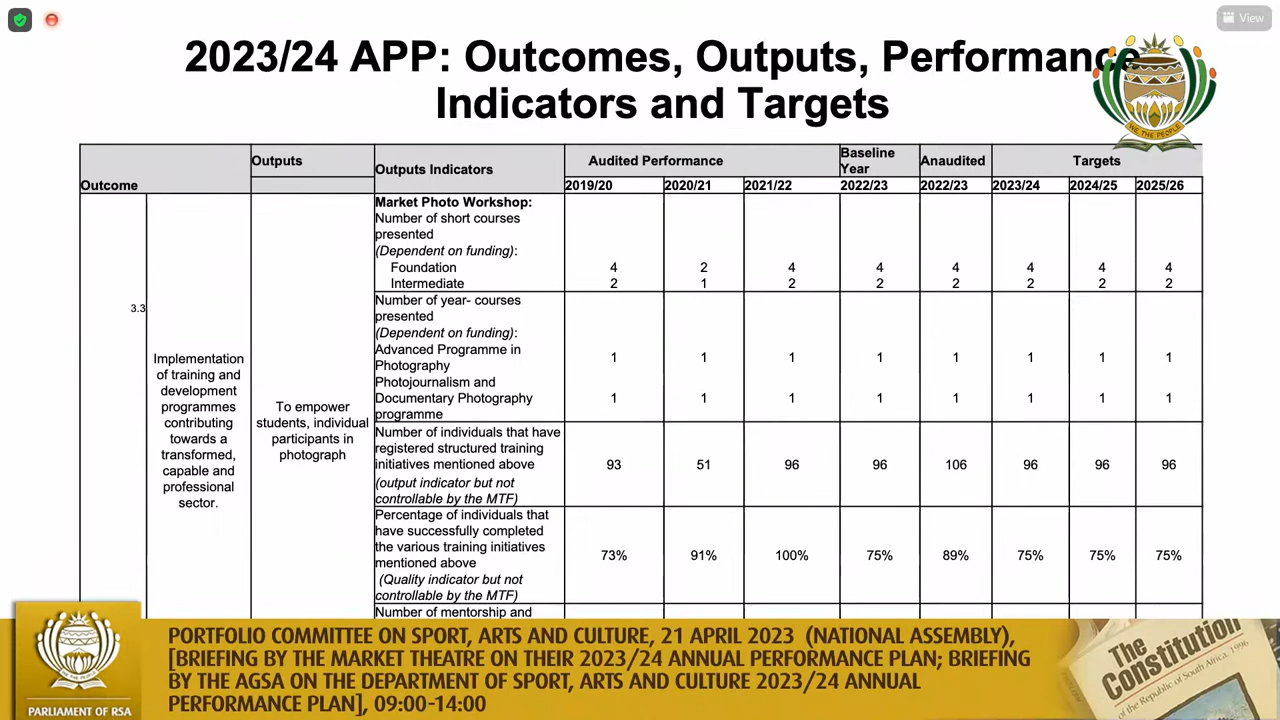 View
2023/24 APP: Outcomes, Outputs, Performance
Indicators and Targets
WE THE PEOPLE
Outcome
Outputs
Outputs Indicators
Audited Performance
Baseline
Year
Anaudited
Targets
2019/20 2020/21 2021/22 2022/23 2022/23 2023/24 2024/25 2025/26
3.3
Implementation
of training and
development
programmes
contributing
towards a
transformed,
capable and
professional
sector.
To empower
students, individual
participants in
photograph
Market Photo Workshop:
Number of short courses
presented
(Dependent on funding):
Foundation 4 2 4 4 4 4 4 4
Intermediate 2 1 2 2 2 2 2 2
Number of year- courses
presented
(Dependent on funding):
Advanced Programme in
Photography 1 1 1 1 1 1 1 1
Photojournalism and
Documentary Photography 1 1 1 1 1 1 1 1
programme
Number of individuals that have
registered structured training
initiatives mentioned above 93 51 96 96 106 96 96 96
(output indicator but not
controllable by the MTF)
Percentage of individuals that
have successfully completed
the various training initiatives 73% 91% 100% 75% 89% 75% 75% 75%
mentioned above
(Quality indicator but not
controllable by the MTF)
Number of mentorship and
PARLIAMENT OF RSA
PORTFOLIO COMMITTEE ON SPORT, ARTS AND CULTURE, 21 APRIL 2023 (NATIONAL ASSEMBLY),
[BRIEFING BY THE MARKET THEATRE ON THEIR 2023/24 ANNUAL PERFORMANCE PLAN; BRIEFING
BY THE AGSA ON THE DEPARTMENT OF SPORT, ARTS AND CULTURE 2023/24 ANNUAL
PERFORMANCE PLAN], 09:00-14:00
The
Constitution
of the Republic of South Africa, 1996